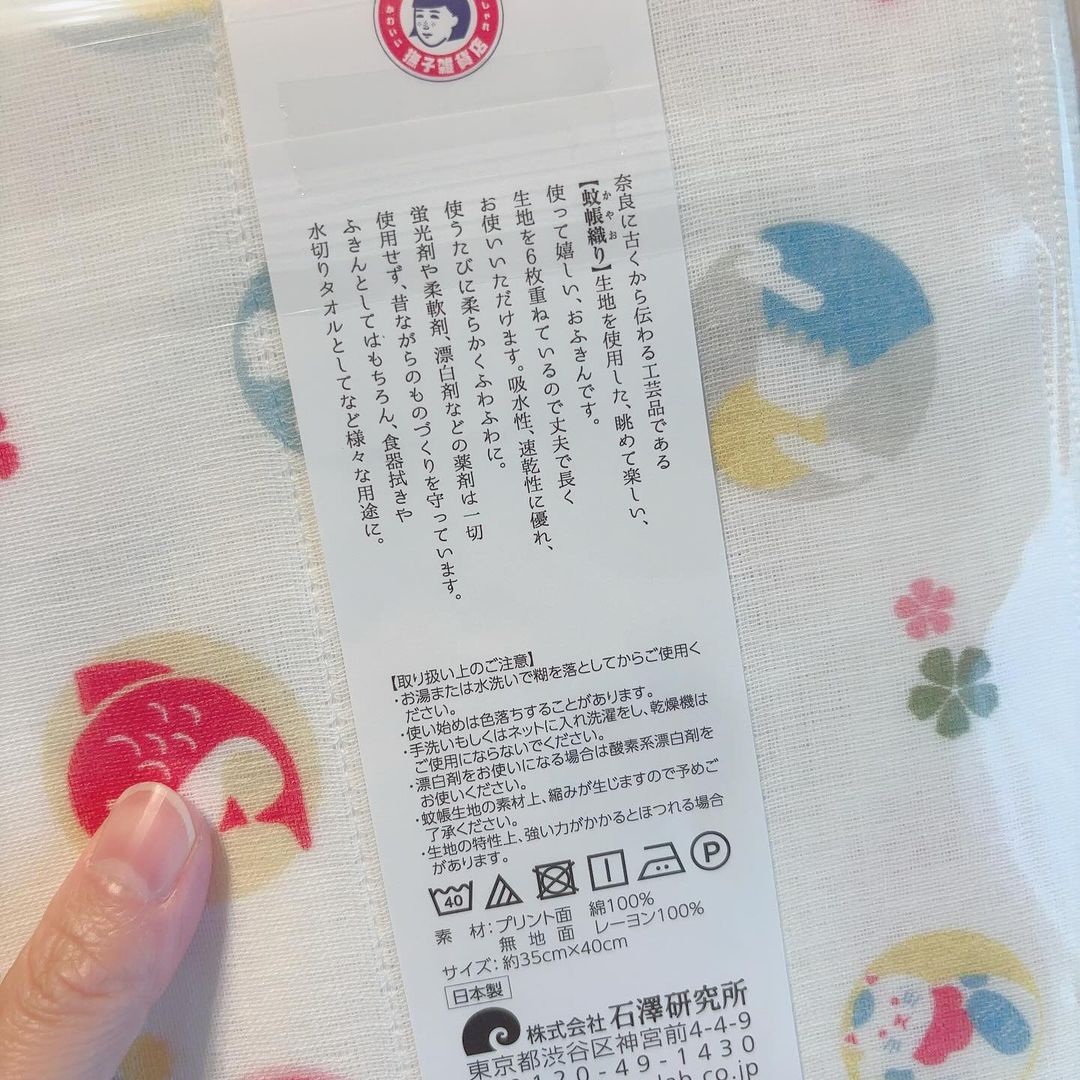 かわいい
しゃれ
撫子雑貨店
奈良に古くから伝わる工芸品である
かやお
【蚊帳織り】生地を使用した、眺めて楽しい、
使って嬉しい、おふきんです。
生地を6枚重ねているので丈夫で長く
お使いいただけます。吸水性、速乾性に優れ、
使うたびに柔らかくふわふわに。
蛍光剤や柔軟剤、漂白剤などの薬剤は一切
使用せず、昔ながらのものづくりを守っています。
ふきんとしてはもちろん、食器拭きや
水切りタオルとしてなど様々な用途に。
【取り扱い上のご注意】
・お湯または水洗いで糊を落としてからご使用く
ださい。
・使い始めは色落ちすることがあります。
・手洗いもしくはネットに入れ洗濯をし、乾燥機は
ご使用にならないでください。
・漂白剤をお使いになる場合は酸素系漂白剤を
お使いください。
・蚊帳生地の素材上、縮みが生じますので予めご
了承ください。
・生地の特性上、強い力がかかるとほつれる場合
があります。
40 P
素 材：プリント面 綿100%
無 地 面 レーヨン100%
サイズ：約35cm×40cm
日本製
株式会社 石澤研究所
東京都渋谷区神宮前4-4-9
0120-49-1430
lab.co.jp